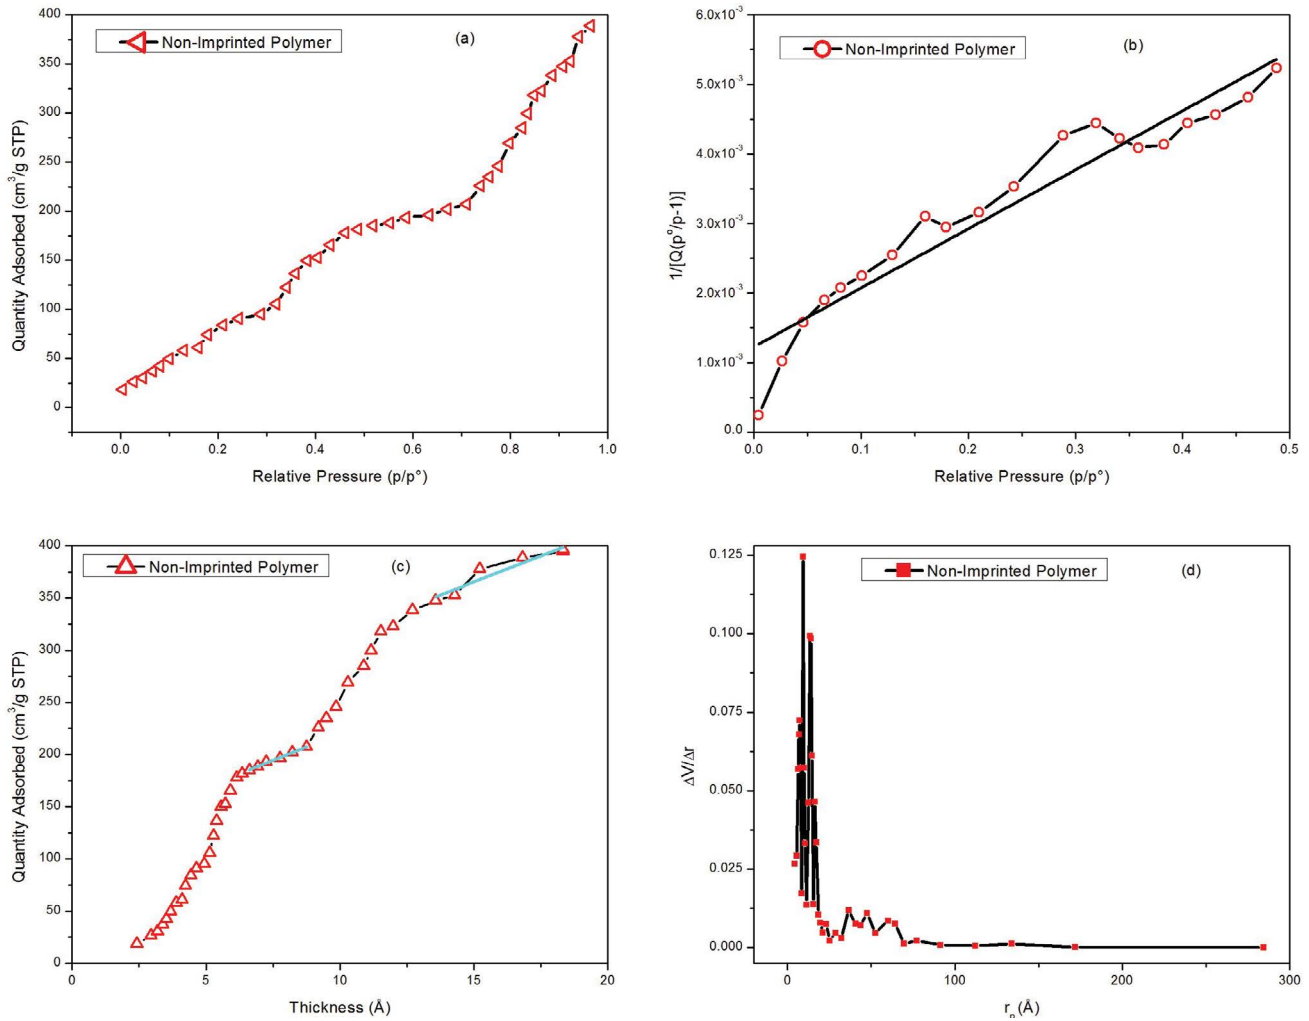 400
350
300
250
200
150
100
50
0
Quantity Adsorbed (cm³/g STP)
Non-Imprinted Polymer
(a)
0.0 0.2 0.4 0.6 0.8 1.0
Relative Pressure (p/p°)
6.0x10⁻³
5.0x10⁻³
4.0x10⁻³
3.0x10⁻³
2.0x10⁻³
1.0x10⁻³
0.0
1/[Q(p°/p-1)]
Non-Imprinted Polymer
(b)
0.0 0.1 0.2 0.3 0.4 0.5
Relative Pressure (p/p°)
400
350
300
250
200
150
100
50
0
Quantity Adsorbed (cm³/g STP)
Non-Imprinted Polymer
(c)
0 5 10 15 20
Thickness (Å)
0.125
0.100
0.075
0.050
0.025
0.000
ΔV/Δr
Non-Imprinted Polymer
(d)
0 100 200 300
rₚ (Å)